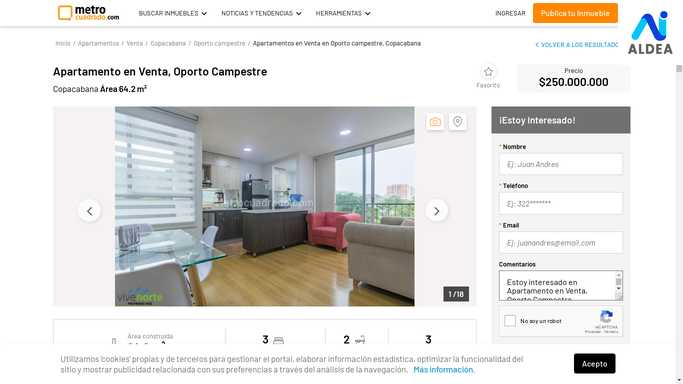 metro
cuadrado.com
BUSCAR INMUEBLES
NOTICIAS Y TENDENCIAS
HERRAMIENTAS
INGRESAR
Publica tu Inmueble
AlDEA
Inicio / Apartamentos / Venta / Copacabana / Oporto campestre / Apartamentos en Venta en Oporto campestre, Copacabana
< VOLVER A LOS RESULTADO
Apartamento en Venta, Oporto Campestre
Copacabana Área 64.2 m²
Favorito
Precio
$250.000.000
¡Estoy Interesado!
* Nombre
Ej: Juan Andres
* Teléfono
Ej: 322*******
* Email
Ej: juanandres@email.com
Comentarios
Estoy interesado en
Apartamento en Venta,
Oporto Campestre
No soy un robot
reCAPTCHA
Privacidad - Términos
vivenorte
1 /18
Área construida
3
2
3
Utilizamos 'cookies' propias y de terceros para gestionar el portal, elaborar información estadística, optimizar la funcionalidad del
sitio y mostrar publicidad relacionada con sus preferencias a través del análisis de la navegación. Más información.
Acepto